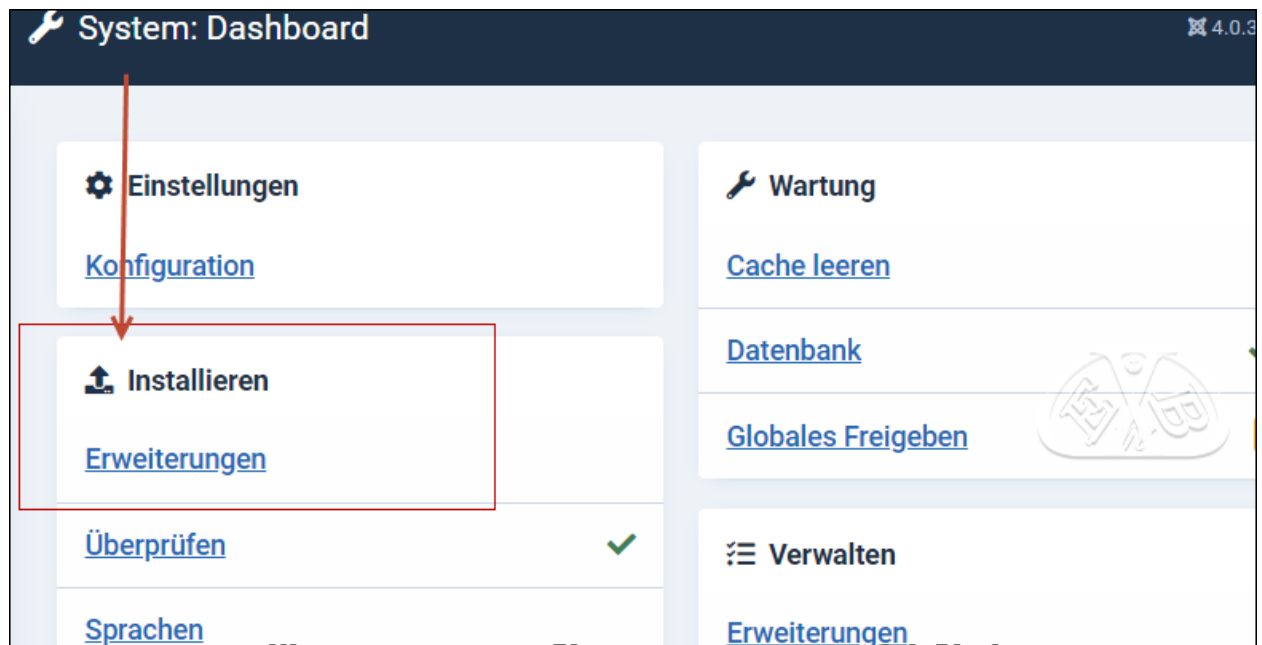 System: Dashboard
4.0.3
Einstellungen
Konfiguration
Installieren
Erweiterungen
Überprüfen
Sprachen
Wartung
Cache leeren
Datenbank
Globales Freigeben
Verwalten
Erweiterungen